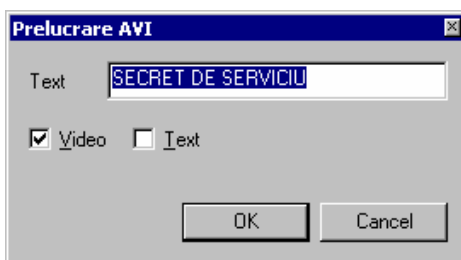 Prelucrare AVI
Text SECRET DE SERVICIU
Video Text
OK Cancel